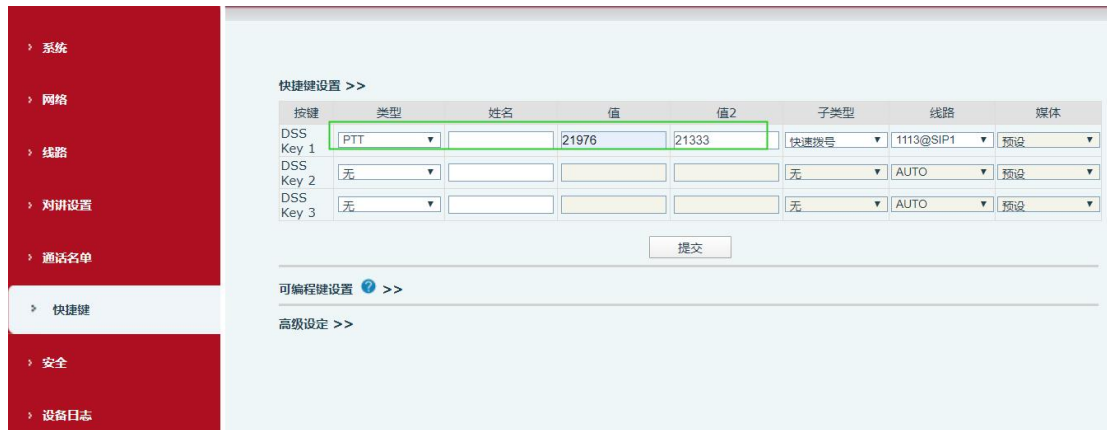 系统
网络
线路
对讲设置
通话名单
快捷键
安全
设备日志
快捷键设置 >>
按键 类型 姓名 值 值2 子类型 线路 媒体
DSS Key 1 PTT 21976 21333 快速拨号 1113@SIP1 预设
DSS Key 2 无 无 AUTO 预设
DSS Key 3 无 无 AUTO 预设
提交
可编程键设置 ? >>
高级设定 >>